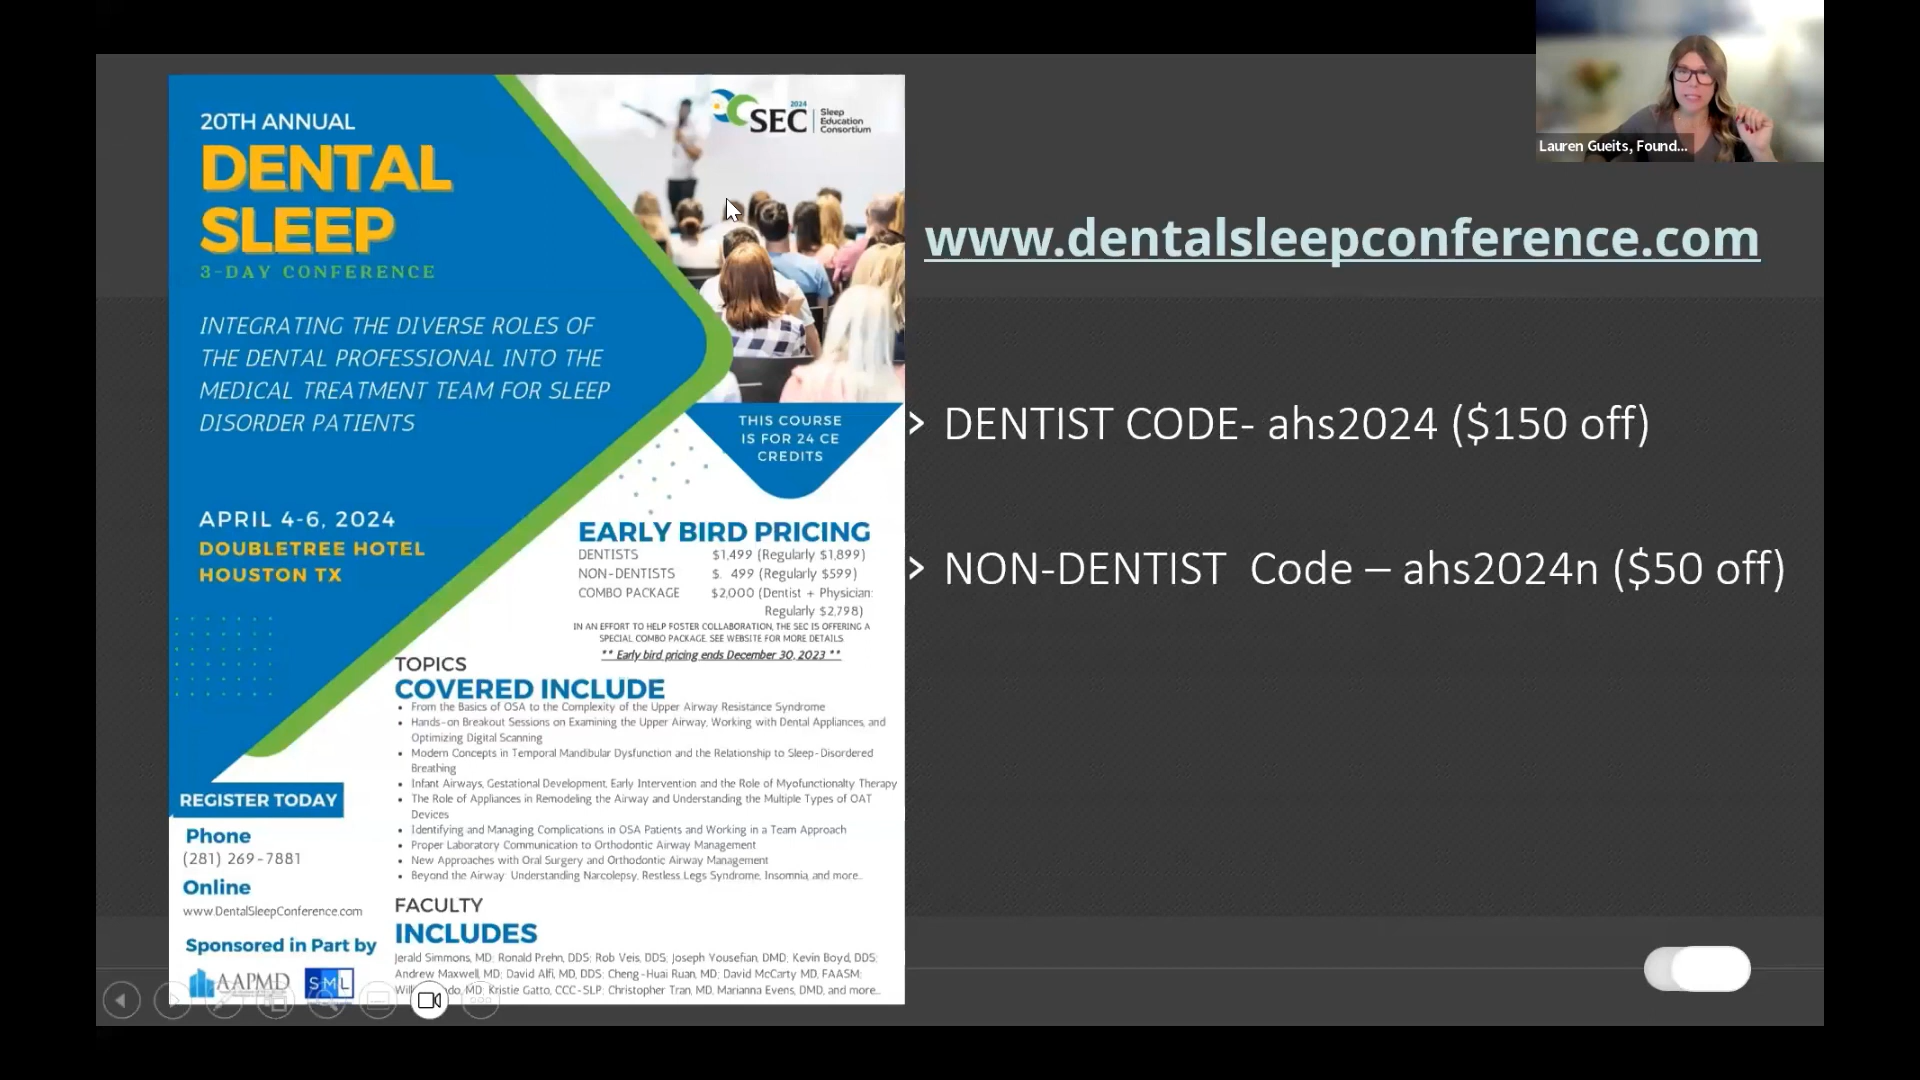 20TH ANNUAL
DENTAL
SLEEP
3-DAY CONFERENCE
INTEGRATING THE DIVERSE ROLES OF
THE DENTAL PROFESSIONAL INTO THE
MEDICAL TREATMENT TEAM FOR SLEEP
DISORDER PATIENTS
APRIL 4-6, 2024
DOUBLETREE HOTEL
HOUSTON TX
2024
SEC
Sleep
Education
Consortium
THIS COURSE
IS FOR 24 CE
CREDITS
EARLY BIRD PRICING
DENTISTS $1,499 (Regularly $1,899)
NON-DENTISTS $. 499 (Regularly $599)
COMBO PACKAGE $2,000 (Dentist + Physician:
Regularly $2,798)
IN AN EFFORT TO HELP FOSTER COLLABORATION, THE SEC IS OFFERING A
SPECIAL COMBO PACKAGE. SEE WEBSITE FOR MORE DETAILS
** Early bird pricing ends December 30, 2023 **
TOPICS
COVERED INCLUDE
• From the Basics of OSA to the Complexity of the Upper Airway Resistance Syndrome
• Hands-on Breakout Sessions on Examining the Upper Airway, Working with Dental Appliances, and
Optimizing Digital Scanning
• Modern Concepts in Temporal Mandibular Dysfunction and the Relationship to Sleep-Disordered
Breathing
• Infant Airways, Gestational Development, Early Intervention and the Role of Myofunctionalty Therapy
• The Role of Appliances in Remodeling the Airway and Understanding the Multiple Types of OAT
Devices
• Identifying and Managing Complications in OSA Patients and Working in a Team Approach
• Proper Laboratory Communication to Orthodontic Airway Management
• New Approaches with Oral Surgery and Orthodontic Airway Management
• Beyond the Airway: Understanding Narcolepsy, Restless Legs Syndrome, Insomnia, and more..
FACULTY
INCLUDES
Jerald Simmons, MD; Ronald Prehn, DDS; Rob Veis, DDS; Joseph Yousefian, DMD, Kevin Boyd, DDS;
Andrew Maxwell, MD; David Alfi, MD, DDS; Cheng-Huai Ruan, MD; David McCarty MD, FAASM;
MD; Kristie Gatto, CCC-SLP; Christopher Tran, MD, Marianna Evens, DMD, and more...
REGISTER TODAY
Phone
(281) 269-7881
Online
www.DentalSleepConference.com
Sponsored in Part by
AAPMD SML
www.dentalsleepconference.com
> DENTIST CODE- ahs2024 ($150 off)
> NON-DENTIST Code – ahs2024n ($50 off)
Lauren Gueits, Found...